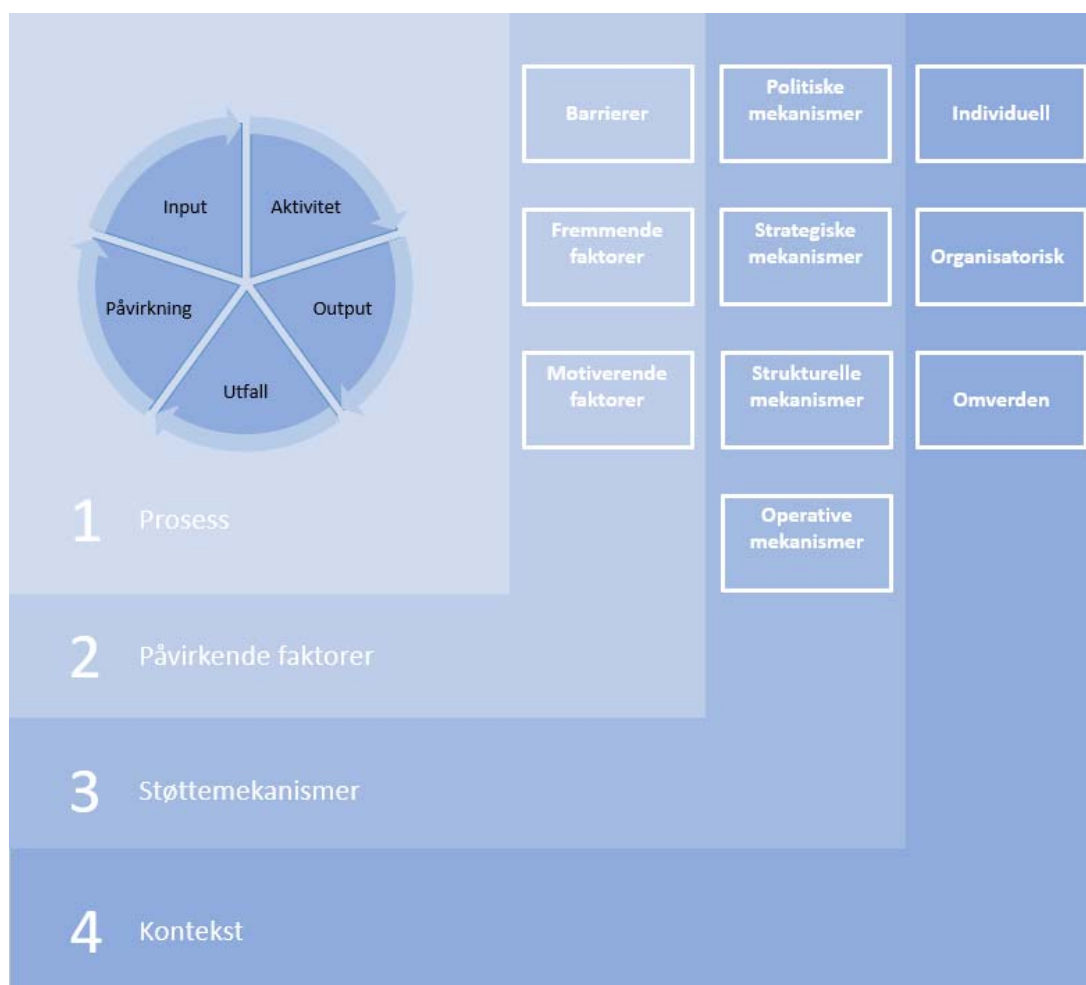 Input
Aktivitet
Output
Utfall
Påvirkning
1 Prosess
Barrierer
Fremmende
faktorer
Motiverende
faktorer
2 Påvirkende faktorer
Politiske
mekanismer
Strategiske
mekanismer
Strukturelle
mekanismer
Operative
mekanismer
3 Støttemekanismer
Individuell
Organisatorisk
Omverden
4 Kontekst